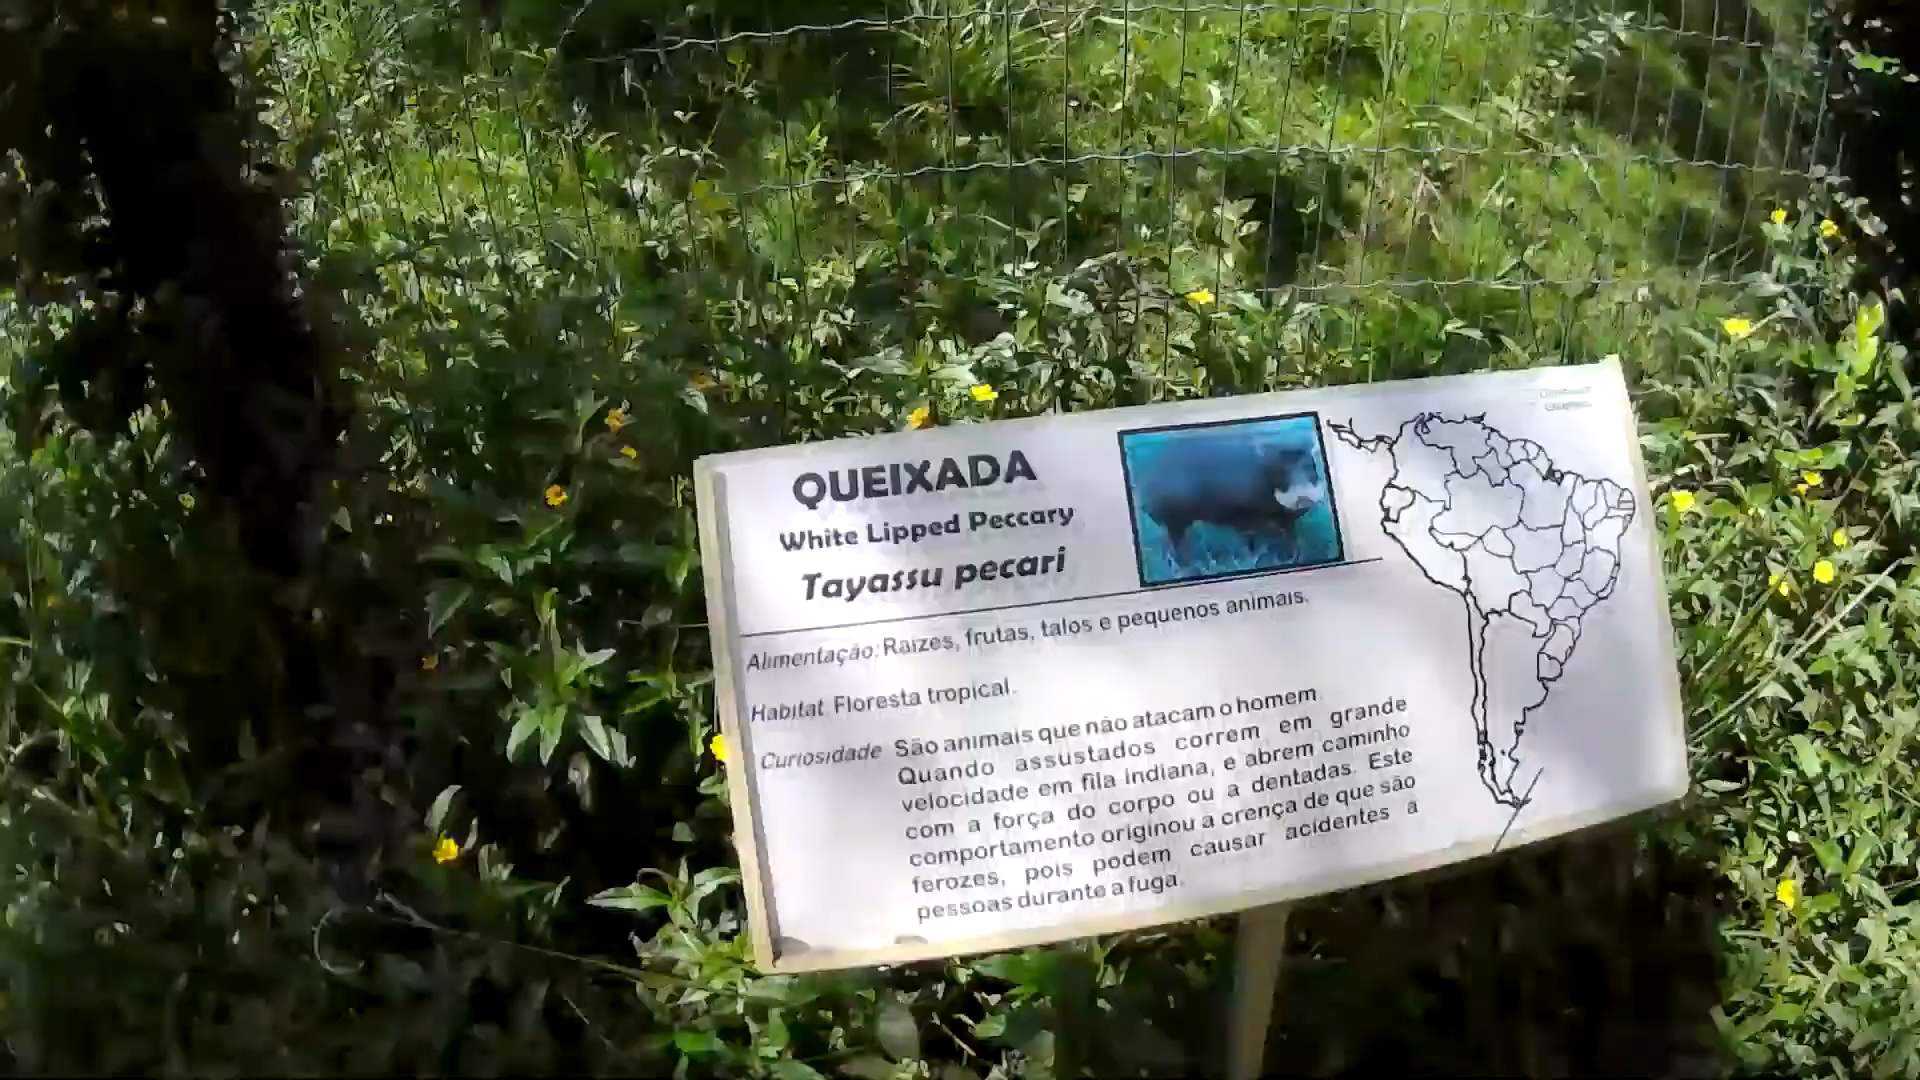 QUEIXADA
White Lipped Peccary
Tayassu pecari
Alimentação: Raízes, frutas, talos e pequenos animais.
Habitat. Floresta tropical.
Curiosidade São animais que não atacam o homem.
Quando assustados correm em grande
velocidade em fila indiana, e abrem caminho
com a força do corpo ou a dentadas. Este
comportamento originou a crença de que são
ferozes, pois podem causar acidentes a
pessoas durante a fuga.